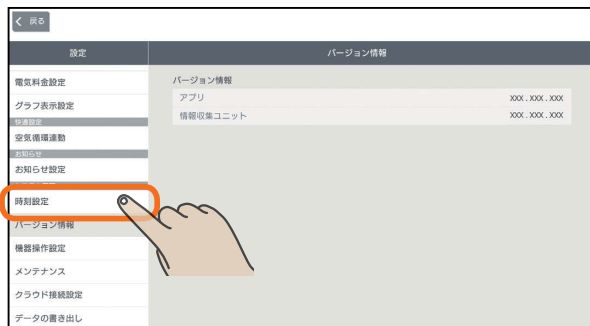 戻る
設定
バージョン情報
電気料金設定
グラフ表示設定
快適設定
空気循環連動
お知らせ
お知らせ設定
時刻設定
バージョン情報
機器操作設定
メンテナンス
クラウド接続設定
データの書き出し
バージョン情報
アプリ XXX . XXX . XXX
情報収集ユニット XXX . XXX . XXX